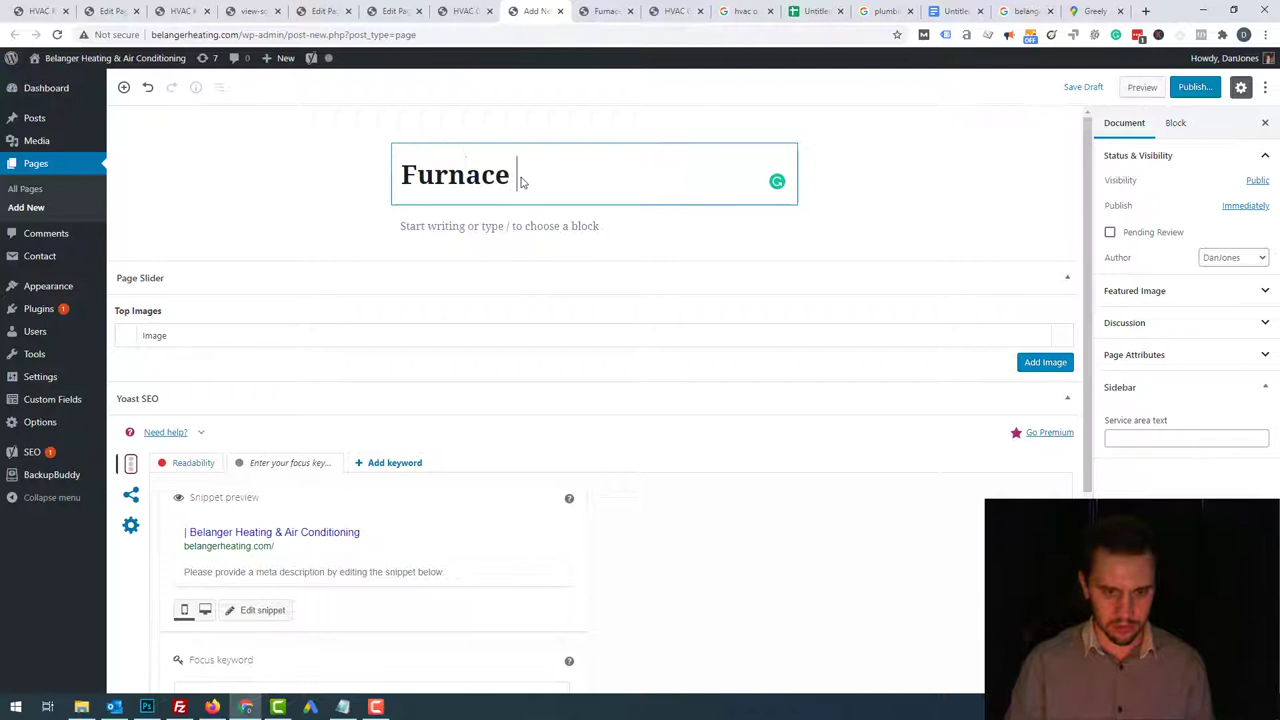 HVAC
Edit Pag
HVAC
view-so
Edit Pag
Edit Pag
HVAC
Add Ne
Furnac
HVAC
hvac o
Untitle
plumbi
Untitle
belang
Greely
Not secure | belangerheating.com/wp-admin/post-new.php?post_type=page
Belanger Heating & Air Conditioning 7 0 New Howdy, DanJones
Dashboard
Posts
Media
Pages
All Pages
Add New
Comments
Contact
Appearance
Plugins 1
Users
Tools
Settings
Custom Fields
Options
SEO 1
BackupBuddy
Collapse menu
Save Draft Preview Publish...
Furnace
Start writing or type / to choose a block
Page Slider
Top Images
Image
Add Image
Yoast SEO
Need help? Go Premium
Readability Enter your focus key... + Add keyword
Snippet preview
| Belanger Heating & Air Conditioning
belangerheating.com/
Please provide a meta description by editing the snippet below.
Edit snippet
Focus keyword
Document Block
Status & Visibility
Visibility Public
Publish Immediately
Pending Review
Author DanJones
Featured Image
Discussion
Page Attributes
Sidebar
Service area text